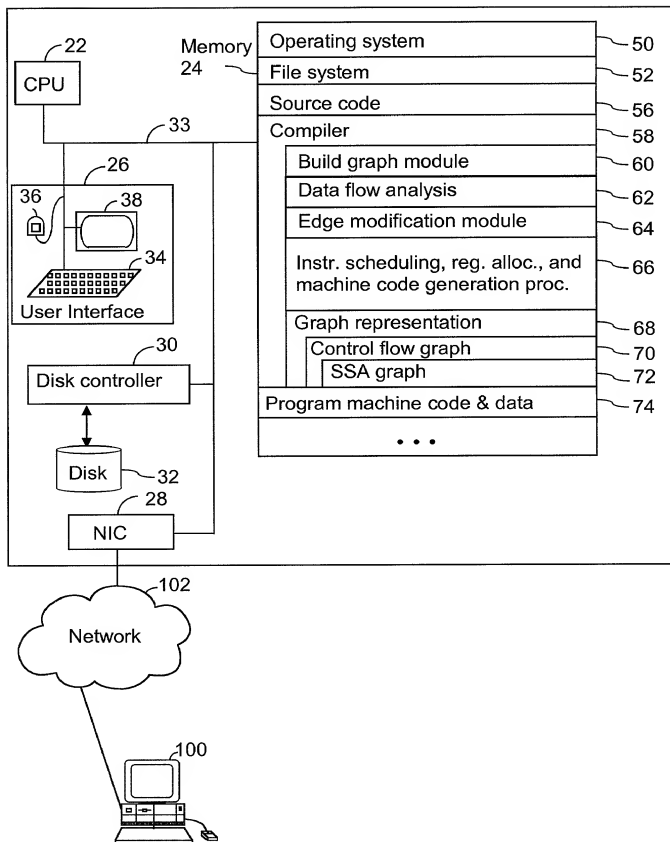 22
CPU
Memory
24
Operating system
50
File system
52
Source code
56
33
Compiler
58
Build graph module
60
Data flow analysis
62
Edge modification module
64
Instr. scheduling, reg. alloc., and
machine code generation proc.
66
Graph representation
68
Control flow graph
70
SSA graph
72
Program machine code & data
74
• • •
26
36
38
34
User Interface
30
Disk controller
Disk
32
28
NIC
102
Network
100